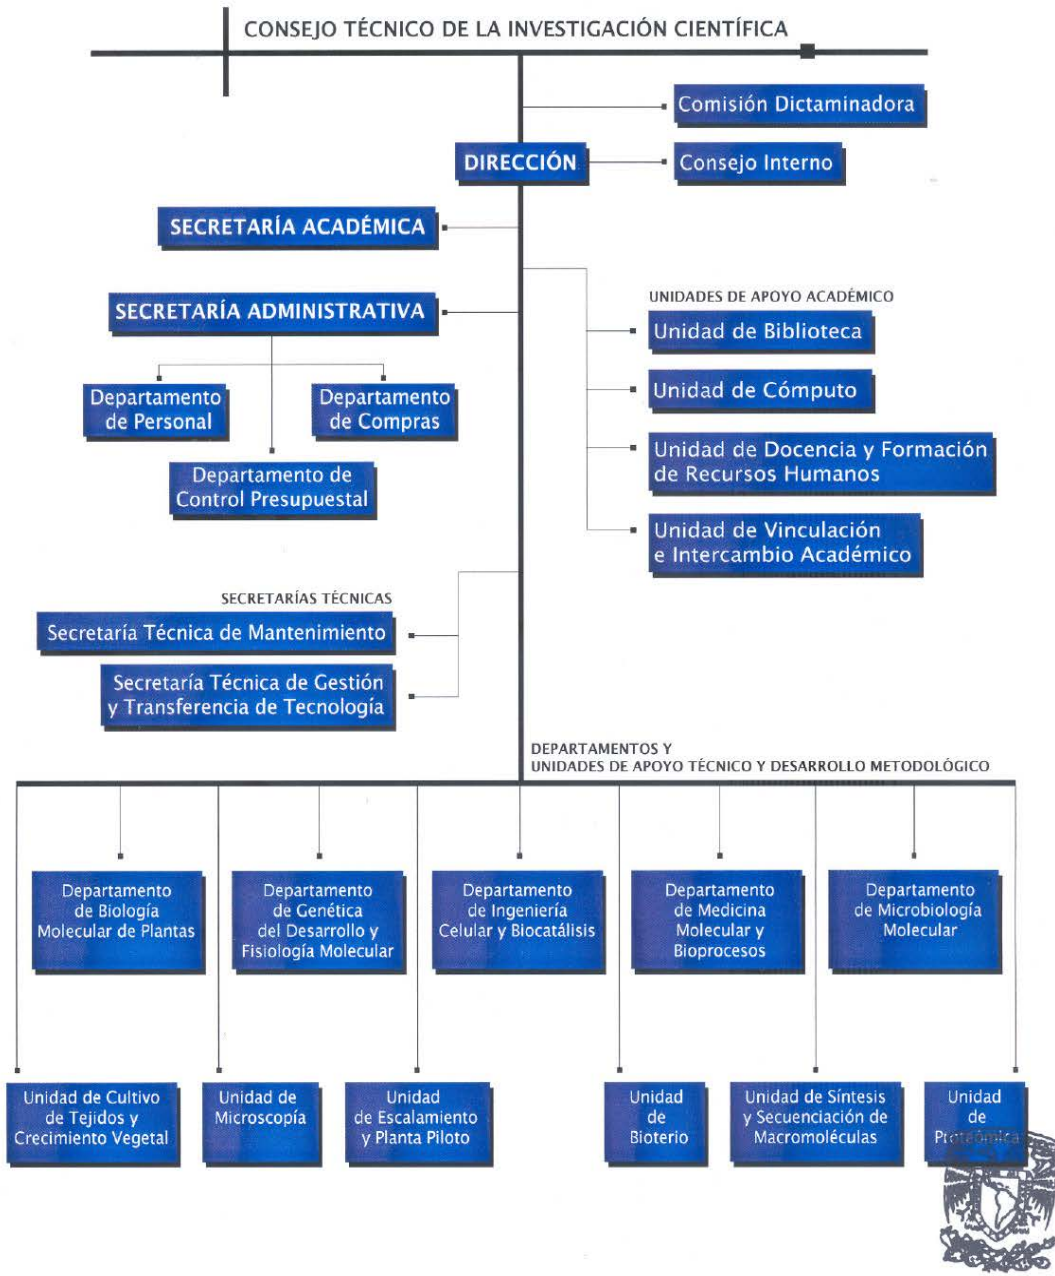 CONSEJO TÉCNICO DE LA INVESTIGACIÓN CIENTÍFICA
Comisión Dictaminadora
DIRECCIÓN
Consejo Interno
SECRETARÍA ACADÉMICA
SECRETARÍA ADMINISTRATIVA
Departamento
de Personal
Departamento
de Compras
Departamento de
Control Presupuestal
UNIDADES DE APOYO ACADÉMICO
Unidad de Biblioteca
Unidad de Cómputo
Unidad de Docencia y Formación
de Recursos Humanos
Unidad de Vinculación
e Intercambio Académico
SECRETARÍAS TÉCNICAS
Secretaría Técnica de Mantenimiento
Secretaría Técnica de Gestión
y Transferencia de Tecnología
DEPARTAMENTOS Y
UNIDADES DE APOYO TÉCNICO Y DESARROLLO METODOLÓGICO
Departamento
de Biología
Molecular de Plantas
Departamento
de Genética
del Desarrollo y
Fisiología Molecular
Departamento
de Ingeniería
Celular y Biocatálisis
Departamento
de Medicina
Molecular y
Bioprocesos
Departamento
de Microbiología
Molecular
Unidad de Cultivo
de Tejidos y
Crecimiento Vegetal
Unidad de
Microscopía
Unidad
de Escalamiento
y Planta Piloto
Unidad
de
Bioterio
Unidad de Síntesis
y Secuenciación de
Macromoléculas
Unidad
de
Proteómica